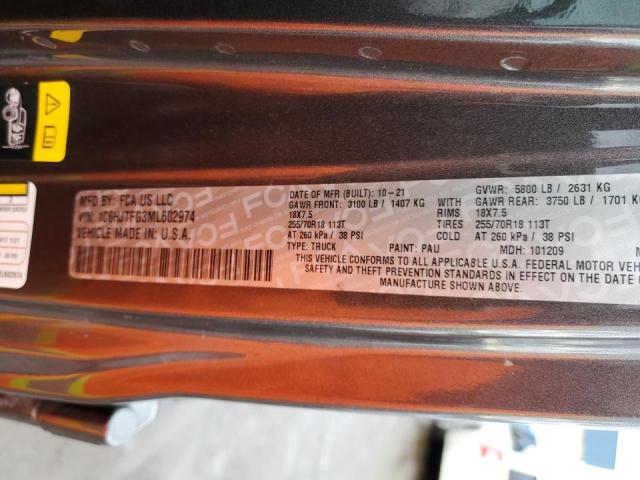 MFD BY: FCA US LLC
VIN: 1C6HJTFG3ML602974
VEHICLE MADE IN U.S.A.
DATE OF MFR (BUILT): 10-21
GAWR FRONT: 3100 LB / 1407 KG
18X7.5
255/70R18 113T
AT 260 kPa / 38 PSI
TYPE: TRUCK
GVWR: 5800 LB / 2631 KG
GAWR REAR: 3750 LB / 1701 KG
RIMS 18X7.5
TIRES: 255/70R18 113T
COLD AT 260 kPa / 38 PSI
PAINT: PAU
MDH: 101209
THIS VEHICLE CONFORMS TO ALL APPLICABLE U.S.A. FEDERAL MOTOR VEH
SAFETY AND THEFT PREVENTION STANDARDS IN EFFECT ON THE DATE
MANUFACTURE SHOWN ABOVE.